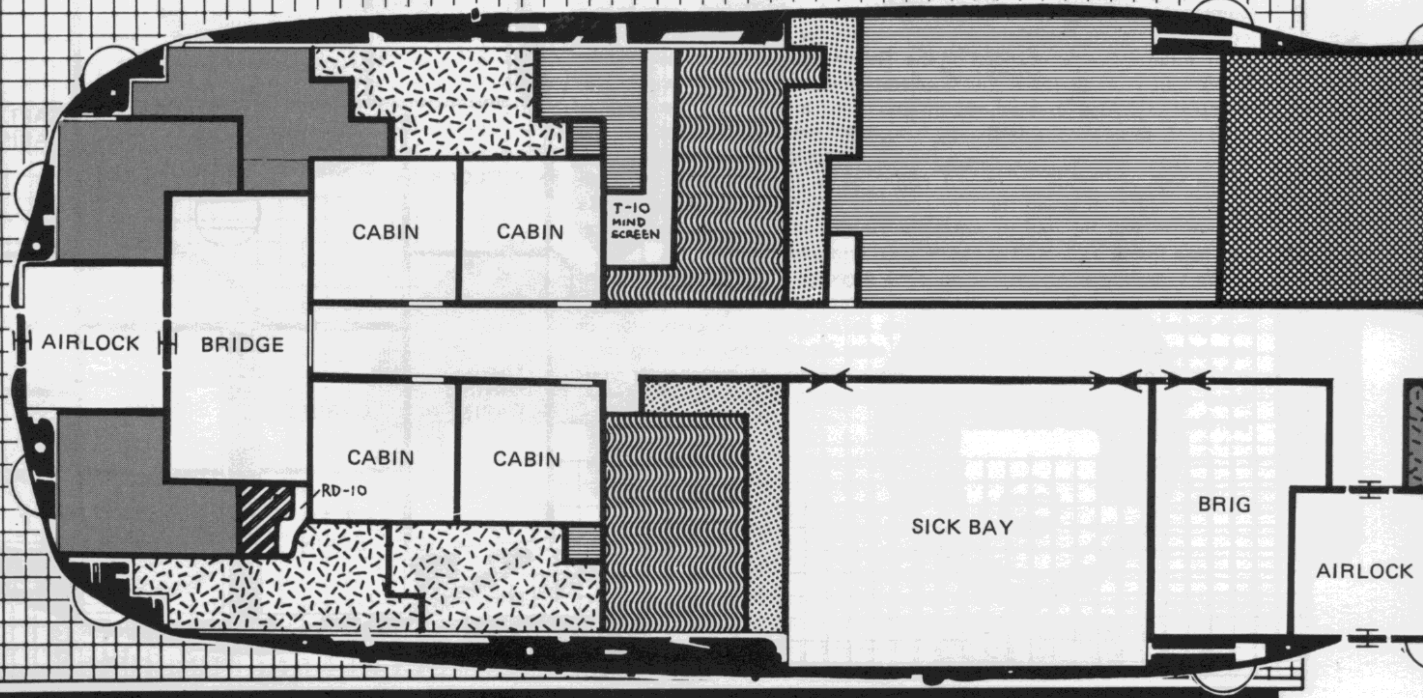 CABIN
CABIN
T-10
MIND
SCREEN
AIRLOCK
BRIDGE
CABIN
CABIN
RD-10
SICK BAY
BRIG
AIRLOCK